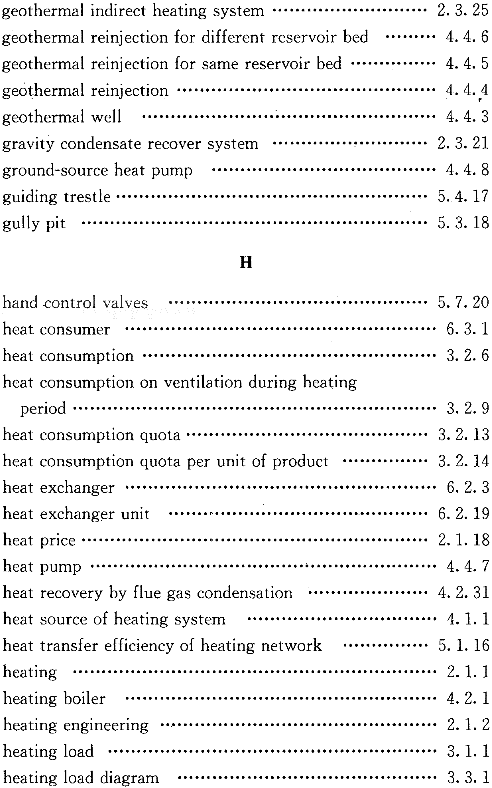 geothermal indirect heating system ………………………… 2.3.25
geothermal reinjection for different reservoir bed ……… 4.4.6
geothermal reinjection for same reservoir bed …………… 4.4.5
geothermal reinjection ……………………………………… 4.4.4
geothermal well ……………………………………………… 4.4.3
gravity condensate recover system ………………………… 2.3.21
ground-source heat pump …………………………………… 4.4.8
guiding trestle ………………………………………………… 5.4.17
gully pit ………………………………………………………… 5.3.18
H
hand control valves ………………………………………… 5.7.20
heat consumer ………………………………………………… 6.3.1
heat consumption ……………………………………………… 3.2.6
heat consumption on ventilation during heating
period …………………………………………………………… 3.2.9
heat consumption quota ……………………………………… 3.2.13
heat consumption quota per unit of product …………… 3.2.14
heat exchanger ………………………………………………… 6.2.3
heat exchanger unit ………………………………………… 6.2.19
heat price ……………………………………………………… 2.1.18
heat pump ……………………………………………………… 4.4.7
heat recovery by flue gas condensation ………………… 4.2.31
heat source of heating system ……………………………… 4.1.1
heat transfer efficiency of heating network …………… 5.1.16
heating ………………………………………………………… 2.1.1
heating boiler ………………………………………………… 4.2.1
heating engineering …………………………………………… 2.1.2
heating load …………………………………………………… 3.1.1
heating load diagram ………………………………………… 3.3.1